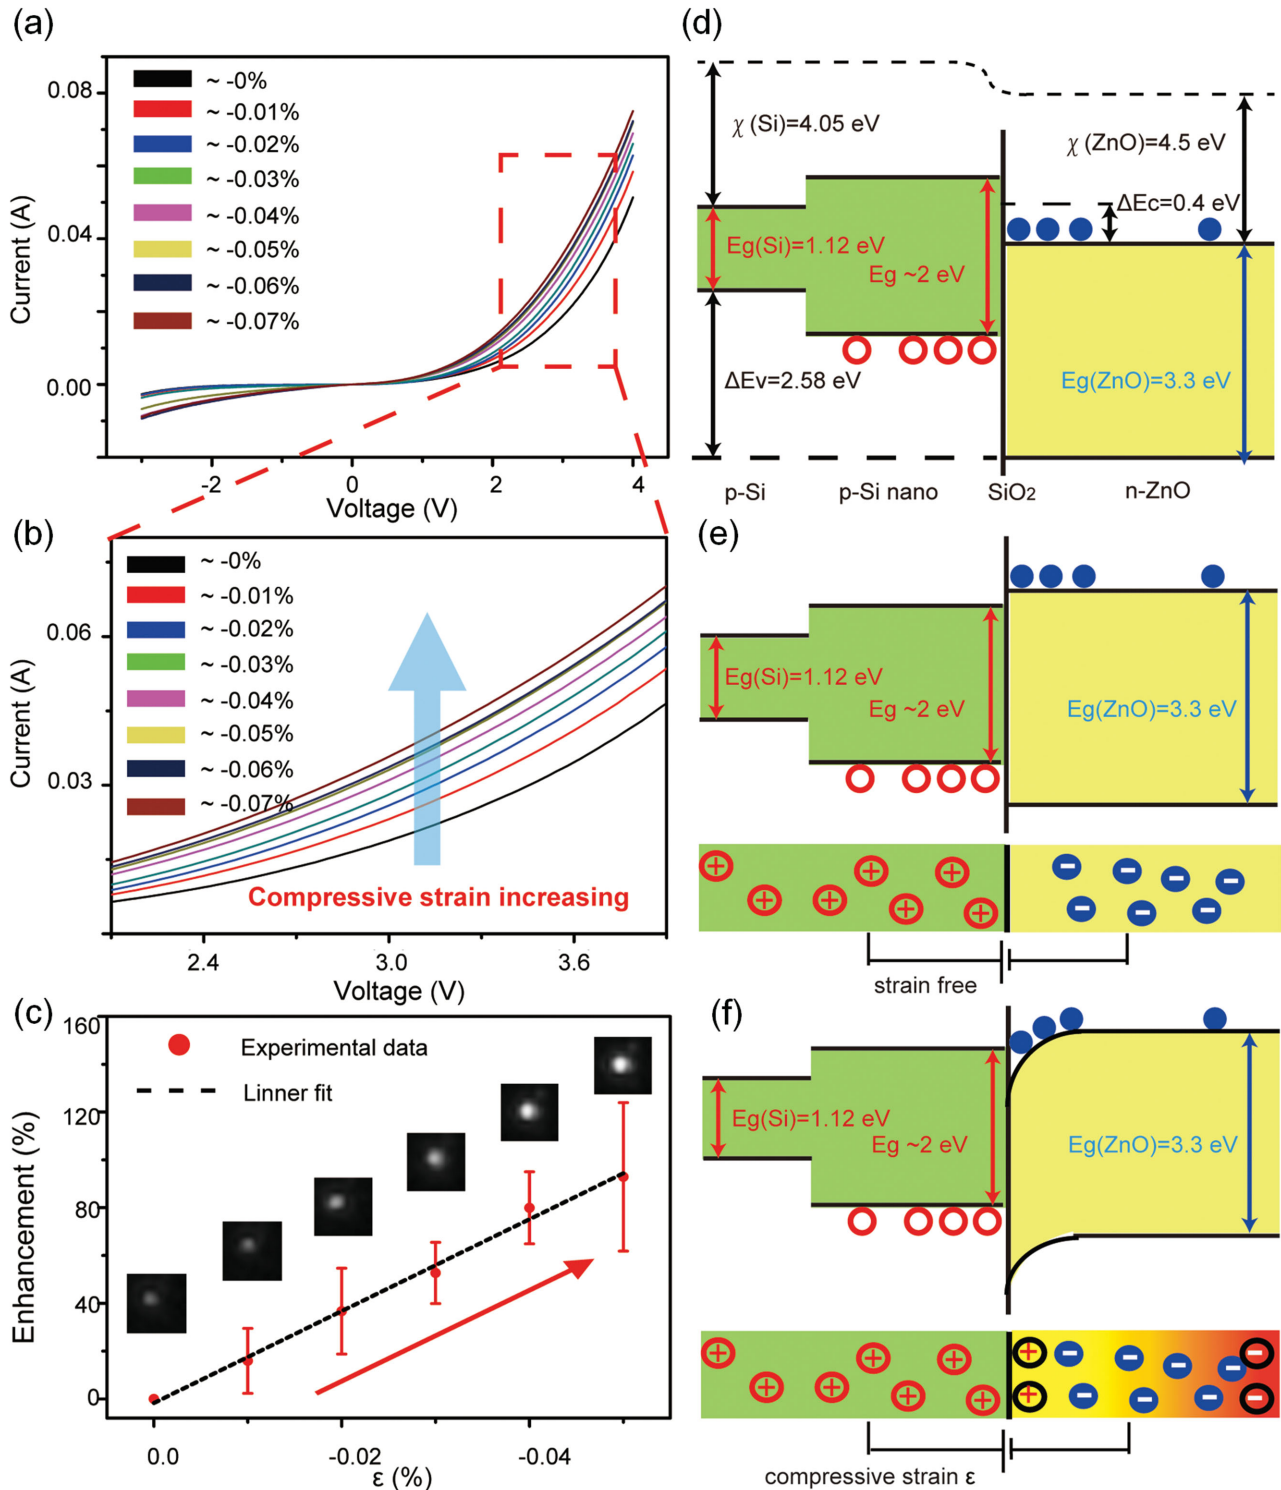 (a)
0.08
0.04
0.00
Current (A)
~ -0%
~ -0.01%
~ -0.02%
~ -0.03%
~ -0.04%
~ -0.05%
~ -0.06%
~ -0.07%
-2
0
2
4
Voltage (V)
(b)
0.06
0.03
Current (A)
~ -0%
~ -0.01%
~ -0.02%
~ -0.03%
~ -0.04%
~ -0.05%
~ -0.06%
~ -0.07%
Compressive strain increasing
2.4
3.0
3.6
Voltage (V)
(c)
160
120
80
40
0
Enhancement (%)
Experimental data
Linner fit
0.0
-0.02
-0.04
ε (%)
(d)
χ (Si)=4.05 eV
χ (ZnO)=4.5 eV
ΔEc=0.4 eV
Eg(Si)=1.12 eV
Eg ~2 eV
ΔEv=2.58 eV
Eg(ZnO)=3.3 eV
p-Si
p-Si nano
SiO2
n-ZnO
(e)
Eg(Si)=1.12 eV
Eg ~2 eV
Eg(ZnO)=3.3 eV
strain free
(f)
Eg(Si)=1.12 eV
Eg ~2 eV
Eg(ZnO)=3.3 eV
compressive strain ε